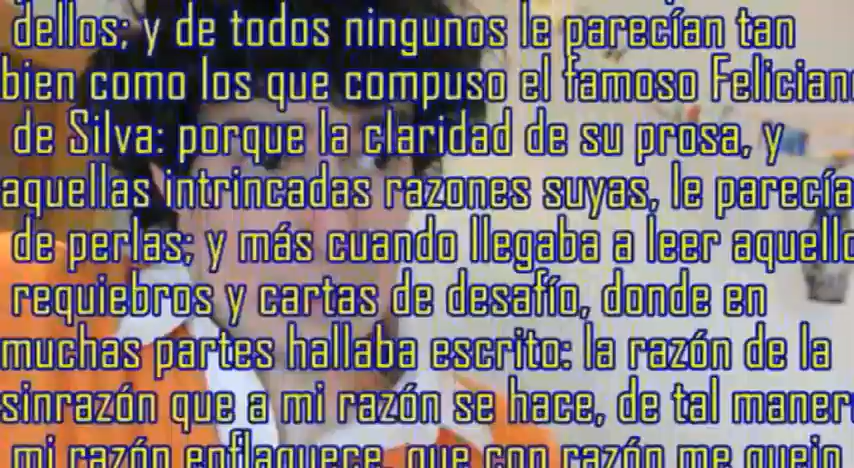 dellos; y de todos ningunos le parecían tan
bien como los que compuso el famoso Felician
de Silva: porque la claridad de su prosa, y
aquellas intrincadas razones suyas, le parecía
de perlas; y más cuando llegaba a leer aquello
requiebros y cartas de desafío, donde en
muchas partes hallaba escrito: la razón de la
sinrazón que a mi razón se hace, de tal maner
mi razón enflaquece, que con razón me quejo